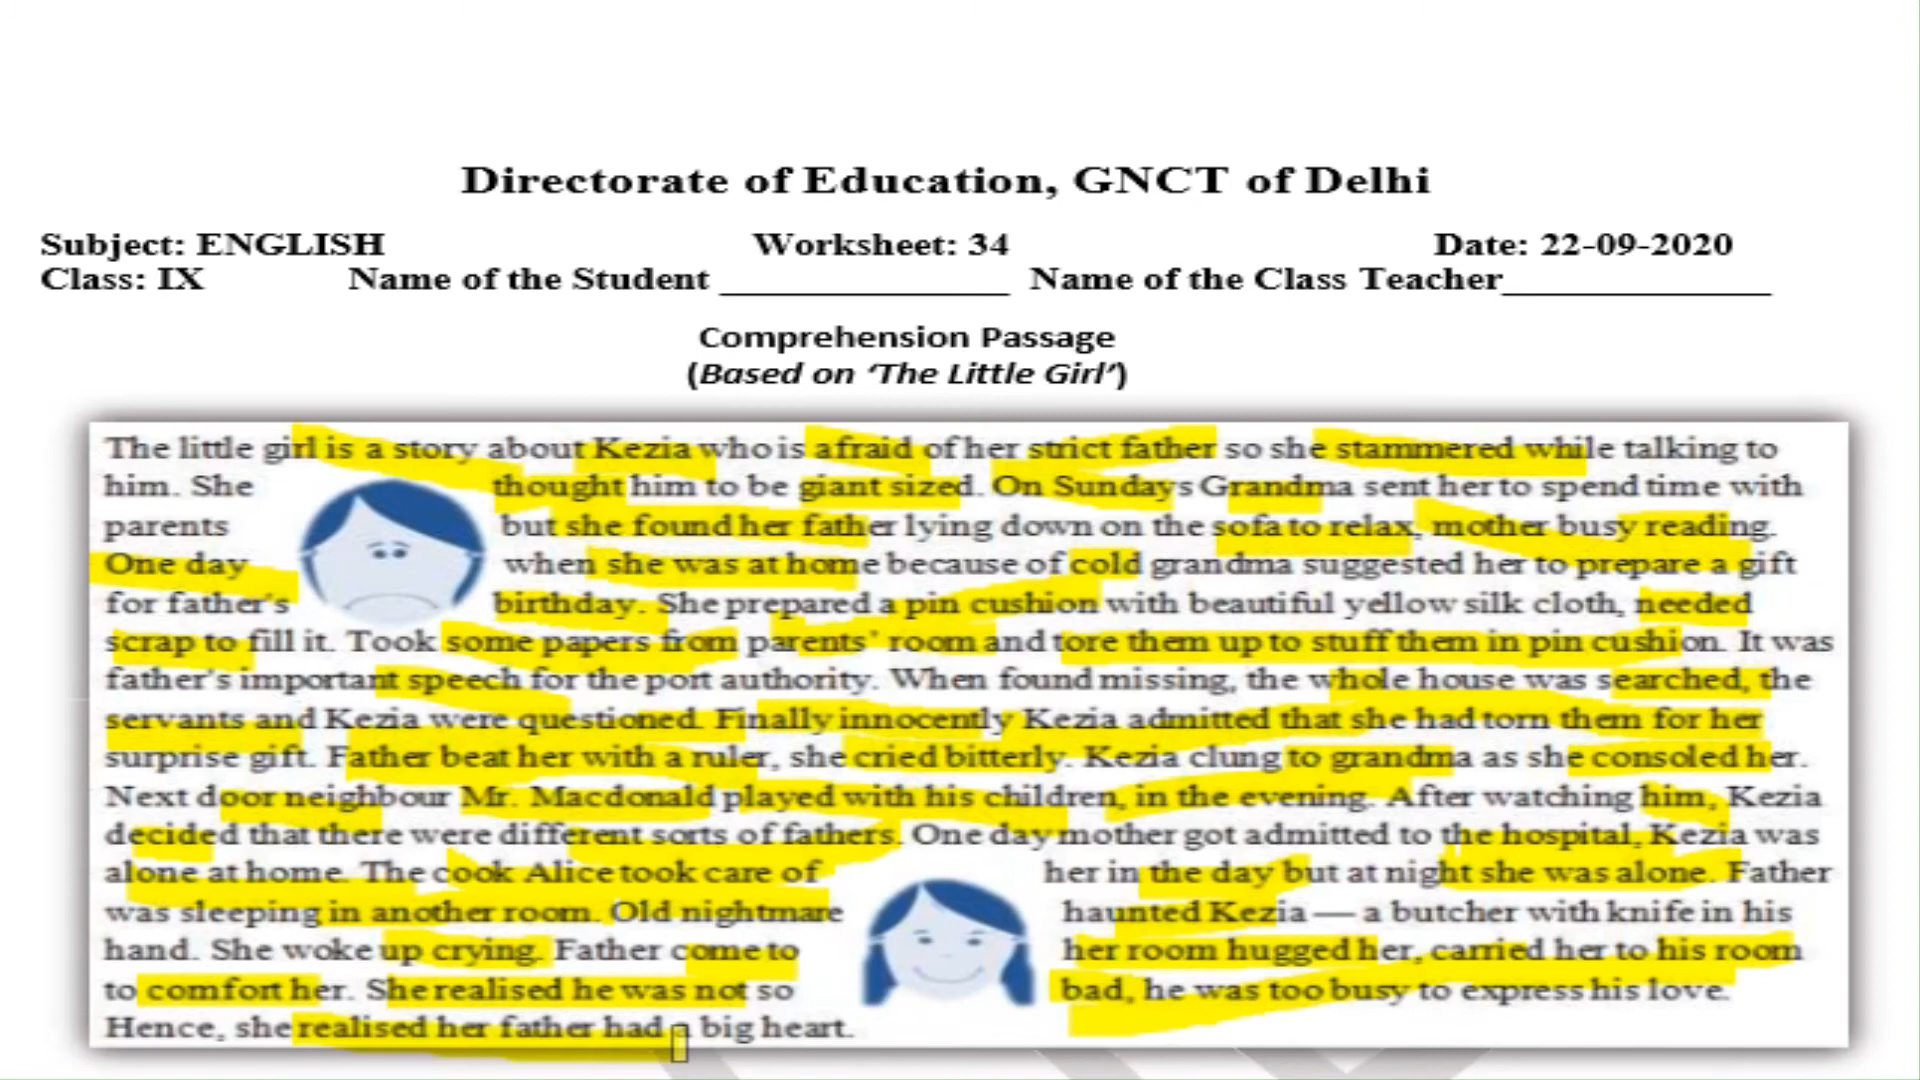 Directorate of Education, GNCT of Delhi
Subject: ENGLISH Worksheet: 34 Date: 22-09-2020
Class: IX Name of the Student ______________ Name of the Class Teacher_____________
Comprehension Passage
(Based on ‘The Little Girl’)
The little girl is a story about Kezia who is afraid of her strict father so she stammered while talking to
him. She thought him to be giant sized. On Sundays Grandma sent her to spend time with
parents but she found her father lying down on the sofa to relax, mother busy reading.
One day when she was at home because of cold grandma suggested her to prepare a gift
for father's birthday. She prepared a pin cushion with beautiful yellow silk cloth, needed
scrap to fill it. Took some papers from parents' room and tore them up to stuff them in pin cushion. It was
father's important speech for the port authority. When found missing, the whole house was searched, the
servants and Kezia were questioned. Finally innocently Kezia admitted that she had torn them for her
surprise gift. Father beat her with a ruler, she cried bitterly. Kezia clung to grandma as she consoled her.
Next door neighbour Mr. Macdonald played with his children, in the evening. After watching him, Kezia
decided that there were different sorts of fathers. One day mother got admitted to the hospital, Kezia was
alone at home. The cook Alice took care of her in the day but at night she was alone. Father
was sleeping in another room. Old nightmare haunted Kezia — a butcher with knife in his
hand. She woke up crying. Father come to her room hugged her, carried her to his room
to comfort her. She realised he was not so bad, he was too busy to express his love.
Hence, she realised her father had a big heart.